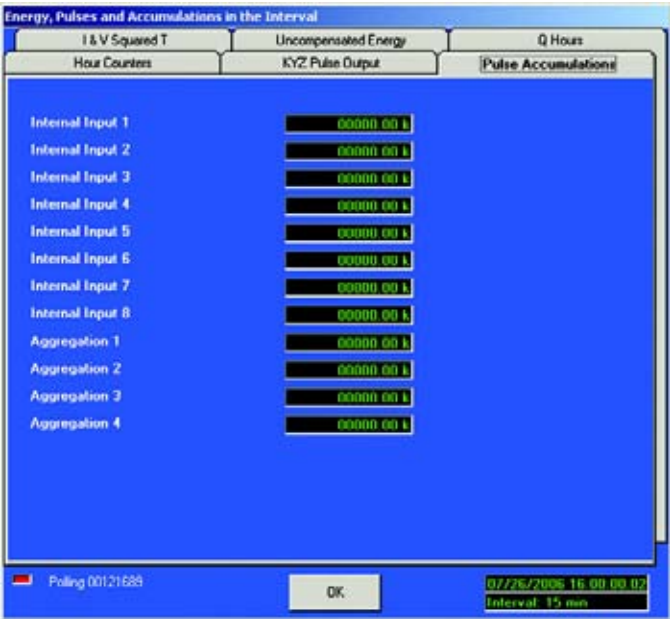 Energy, Pulses and Accumulations in the Interval
I & V Squared T
Uncompensated Energy
Q Hours
Hour Counters
KYZ Pulse Output
Pulse Accumulations
Internal Input 1 00000.00 k
Internal Input 2 00000.00 k
Internal Input 3 00000.00 k
Internal Input 4 00000.00 k
Internal Input 5 00000.00 k
Internal Input 6 00000.00 k
Internal Input 7 00000.00 k
Internal Input 8 00000.00 k
Aggregation 1 00000.00 k
Aggregation 2 00000.00 k
Aggregation 3 00000.00 k
Aggregation 4 00000.00 k
Polling 00121689
OK
07/26/2006 16:00:00.02
Interval: 15 min